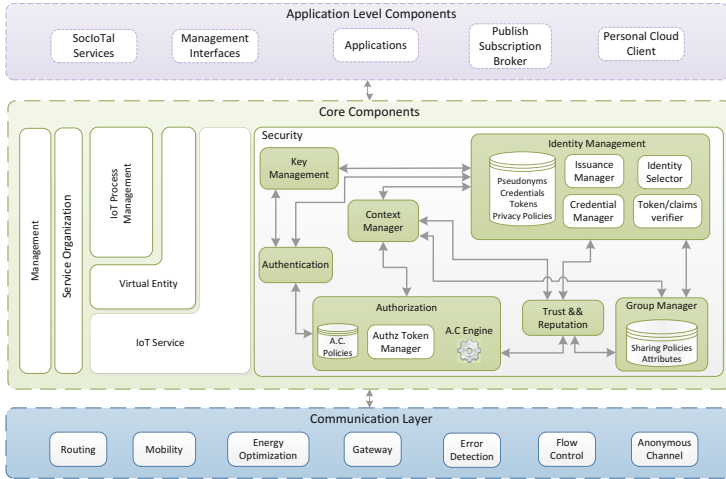 Application Level Components
SocIoTal
Services
Management
Interfaces
Applications
Publish
Subscription
Broker
Personal Cloud
Client
Core Components
Management
Service Organization
IoT Process
Management
Virtual Entity
IoT Service
Security
Key
Management
Context
Manager
Authentication
Identity Management
Pseudonyms
Credentials
Tokens
Privacy Policies
Issuance
Manager
Identity
Selector
Credential
Manager
Token/claims
verifier
Authorization
A.C.
Policies
Authz Token
Manager
A.C Engine
Trust &&
Reputation
Group Manager
Sharing Policies
Attributes
Communication Layer
Routing
Mobility
Energy
Optimization
Gateway
Error
Detection
Flow
Control
Anonymous
Channel